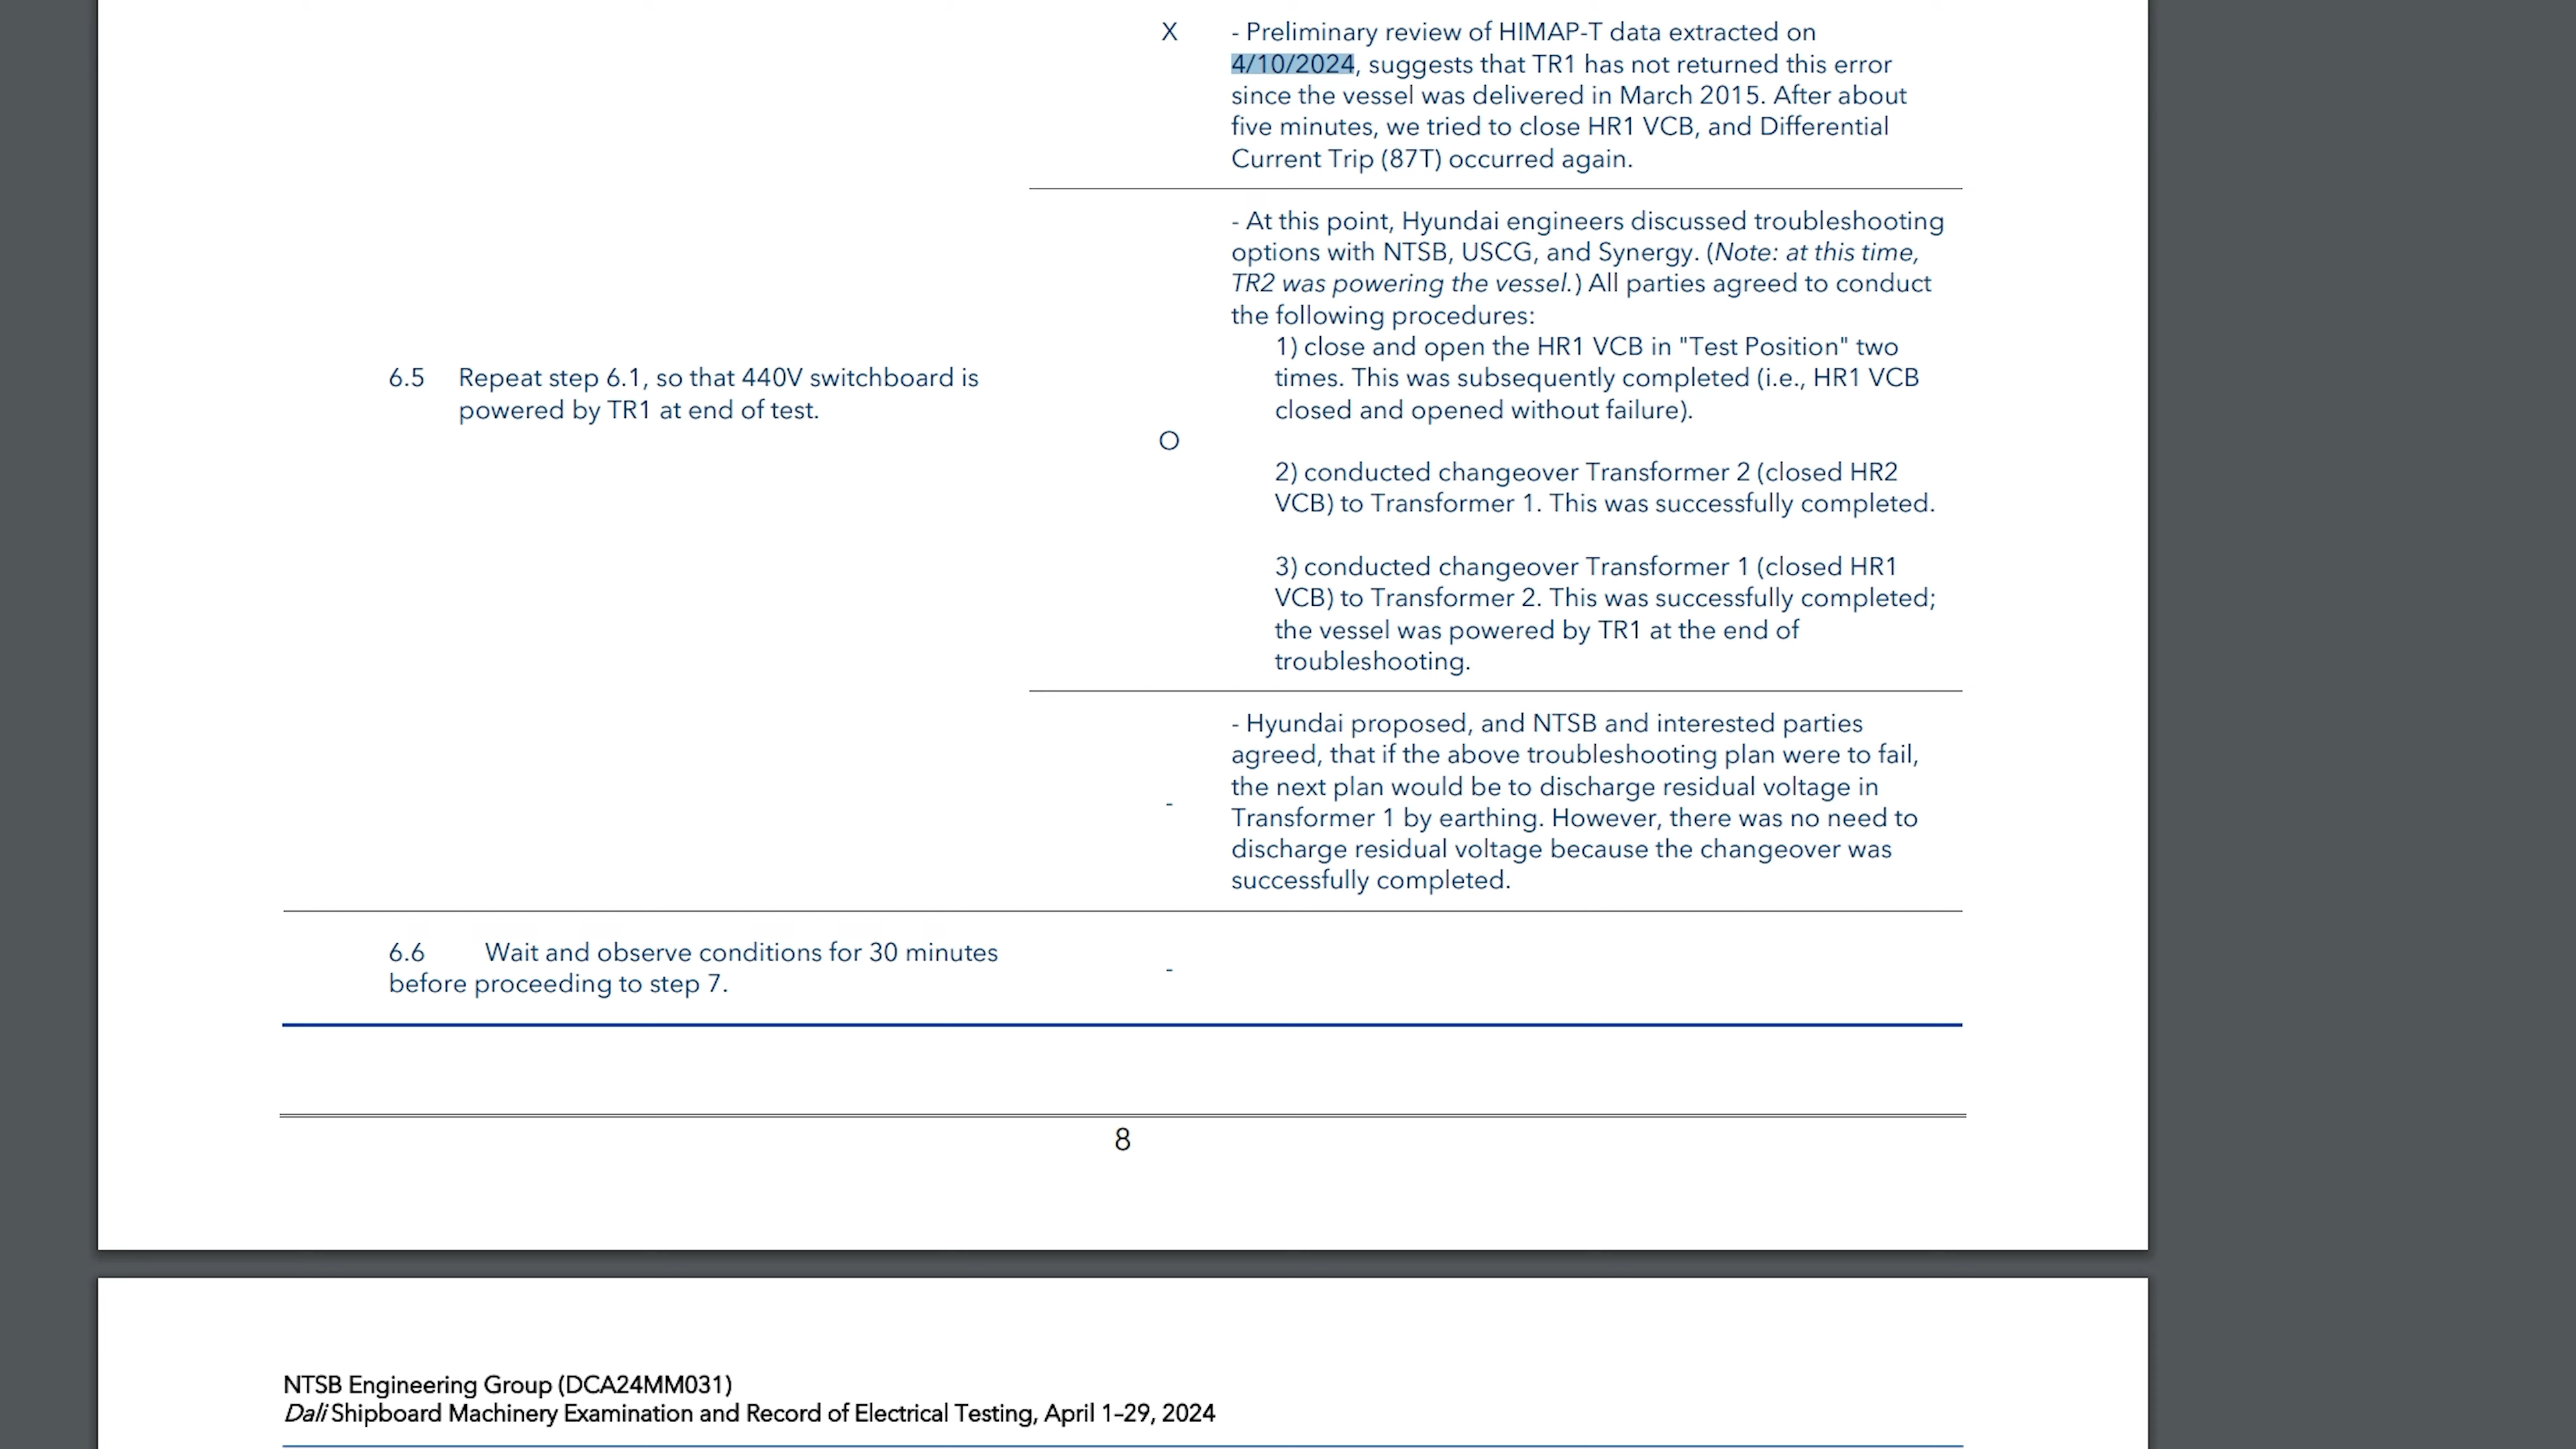 X - Preliminary review of HIMAP-T data extracted on
4/10/2024, suggests that TR1 has not returned this error
since the vessel was delivered in March 2015. After about
five minutes, we tried to close HR1 VCB, and Differential
Current Trip (87T) occurred again.
6.5 Repeat step 6.1, so that 440V switchboard is
powered by TR1 at end of test.
O
- At this point, Hyundai engineers discussed troubleshooting
options with NTSB, USCG, and Synergy. (Note: at this time,
TR2 was powering the vessel.) All parties agreed to conduct
the following procedures:
1) close and open the HR1 VCB in "Test Position" two
times. This was subsequently completed (i.e., HR1 VCB
closed and opened without failure).
2) conducted changeover Transformer 2 (closed HR2
VCB) to Transformer 1. This was successfully completed.
3) conducted changeover Transformer 1 (closed HR1
VCB) to Transformer 2. This was successfully completed;
the vessel was powered by TR1 at the end of
troubleshooting.
-
- Hyundai proposed, and NTSB and interested parties
agreed, that if the above troubleshooting plan were to fail,
the next plan would be to discharge residual voltage in
Transformer 1 by earthing. However, there was no need to
discharge residual voltage because the changeover was
successfully completed.
6.6 Wait and observe conditions for 30 minutes
before proceeding to step 7.
-
8
NTSB Engineering Group (DCA24MM031)
Dali Shipboard Machinery Examination and Record of Electrical Testing, April 1–29, 2024